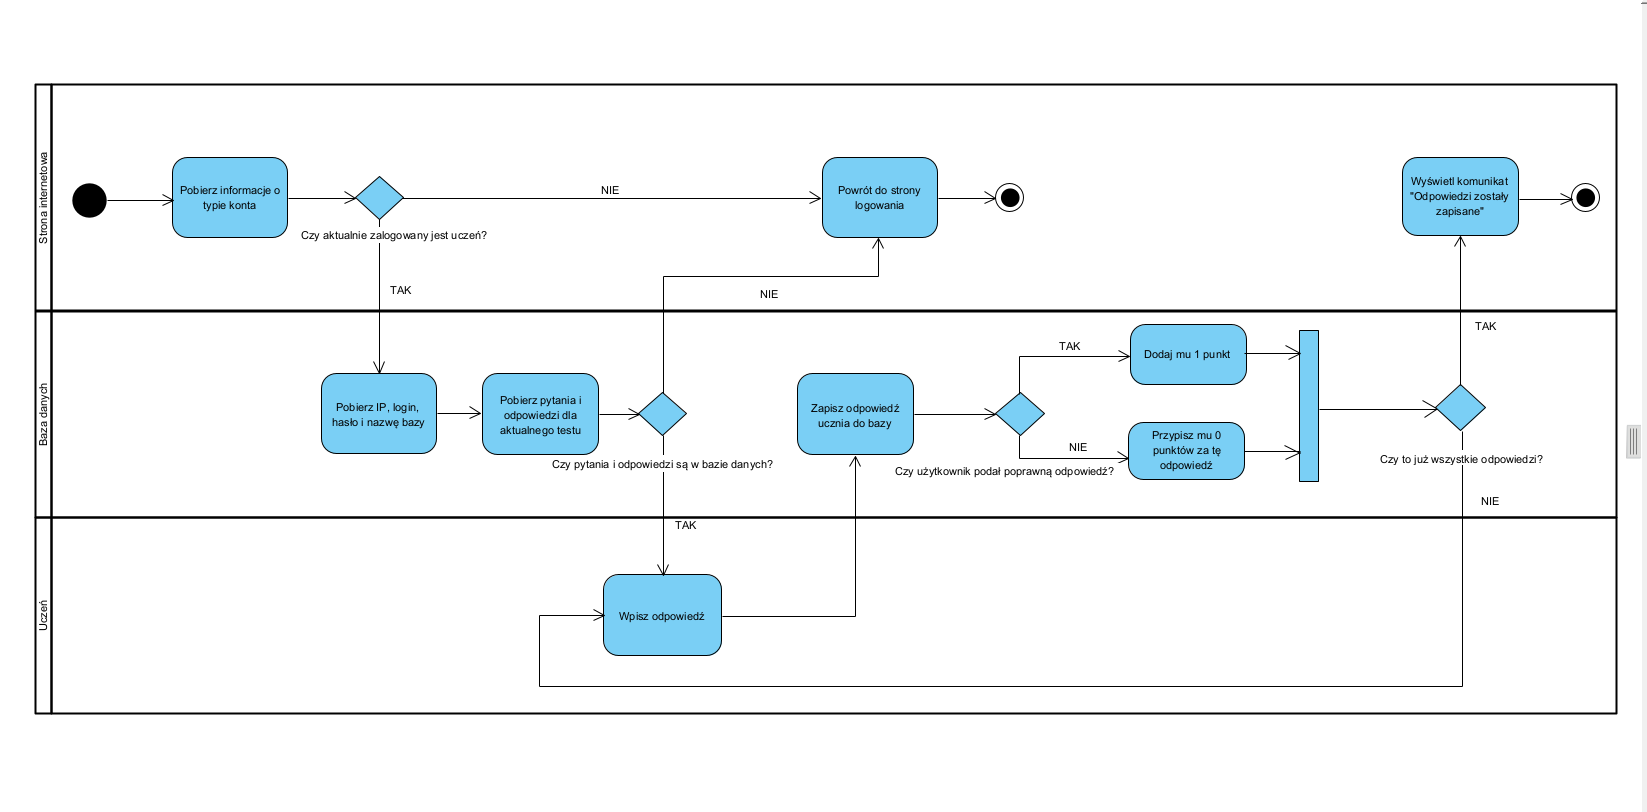 Strona internetowa
Pobierz informacje o
typie konta
Czy aktualnie zalogowany jest uczeń?
NIE
TAK
Powrót do strony
logowania
NIE
Wyświetl komunikat
"Odpowiedzi zostały
zapisane"
Baza danych
Pobierz IP, login,
hasło i nazwę bazy
Pobierz pytania i
odpowiedzi dla
aktualnego testu
Czy pytania i odpowiedzi są w bazie danych?
TAK
Zapisz odpowiedź
ucznia do bazy
Czy użytkownik podał poprawną odpowiedź?
TAK
NIE
Dodaj mu 1 punkt
Przypisz mu 0
punktów za tę
odpowiedź
TAK
Czy to już wszystkie odpowiedzi?
NIE
Uczeń
Wpisz odpowiedź